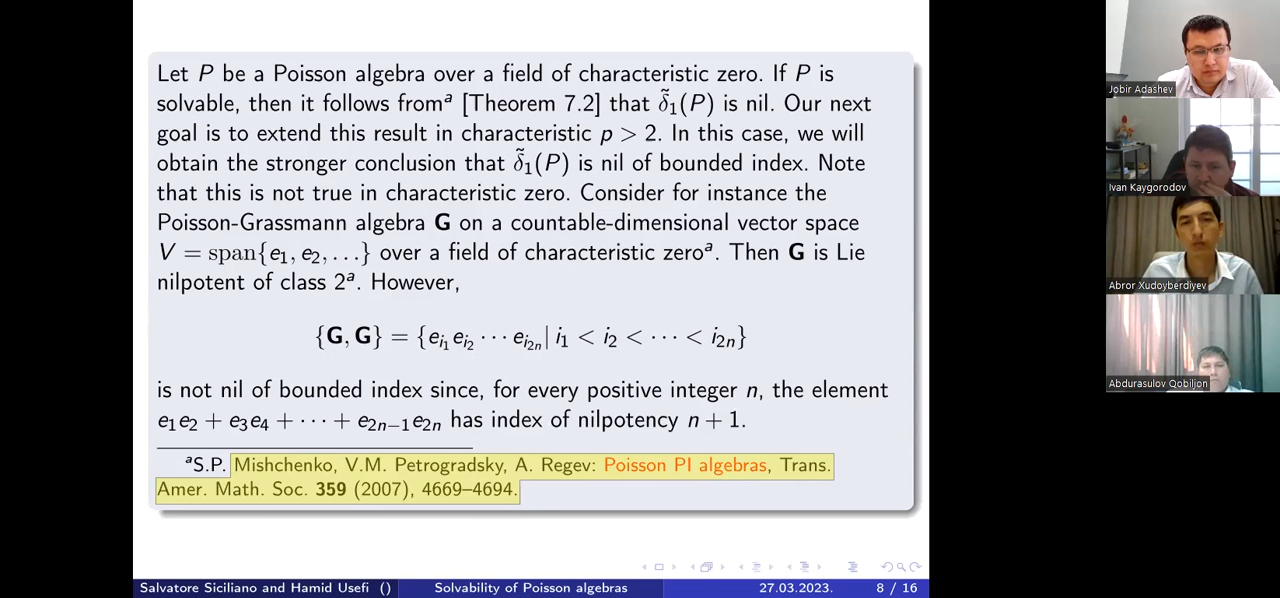 Let P be a Poisson algebra over a field of characteristic zero. If P is
solvable, then it follows fromᵃ [Theorem 7.2] that δ̃₁(P) is nil. Our next
goal is to extend this result in characteristic p > 2. In this case, we will
obtain the stronger conclusion that δ̃₁(P) is nil of bounded index. Note
that this is not true in characteristic zero. Consider for instance the
Poisson-Grassmann algebra G on a countable-dimensional vector space
V = span{e₁, e₂, . . .} over a field of characteristic zeroᵃ. Then G is Lie
nilpotent of class 2ᵃ. However,
{G, G} = {e_{i₁} e_{i₂} · · · e_{i₂ₙ} | i₁ < i₂ < · · · < i₂ₙ}
is not nil of bounded index since, for every positive integer n, the element
e₁e₂ + e₃e₄ + · · · + e₂ₙ₋₁e₂ₙ has index of nilpotency n + 1.
ᵃS.P. Mishchenko, V.M. Petrogradsky, A. Regev: Poisson PI algebras, Trans.
Amer. Math. Soc. 359 (2007), 4669–4694.
Salvatore Siciliano and Hamid Usefi () Solvability of Poisson algebras 27.03.2023. 8 / 16
Jobir Adashev
Ivan Kaygorodov
Abror Xudoyberdiyev
Abdurasulov Qobiljon